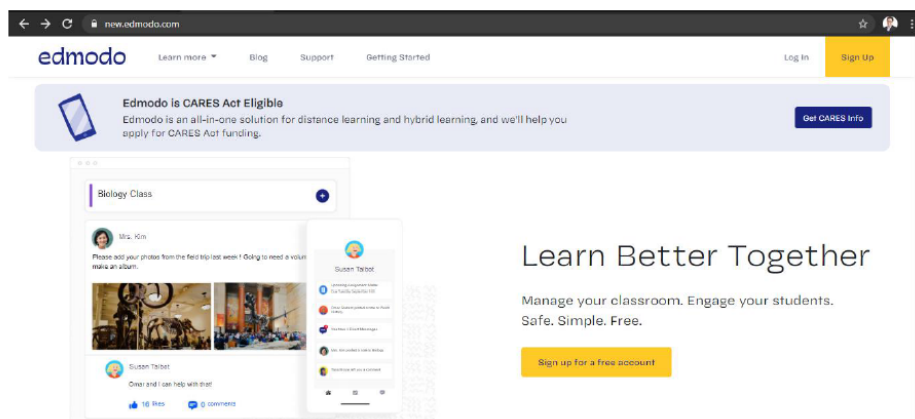 new.edmodo.com
edmodo Learn more Blog Support Getting Started Log In Sign Up
Edmodo is CARES Act Eligible
Edmodo is an all-in-one solution for distance learning and hybrid learning, and we'll help you
apply for CARES Act funding.
Get CARES Info
Biology Class
Mrs. Kim
Please add your photos from the field trip last week ! Going to need a volun
make an album.
Susan Talbot
Omar and I can help with that!
16 likes 0 comments
Susan Talbot
Learn Better Together
Manage your classroom. Engage your students.
Safe. Simple. Free.
Sign up for a free account